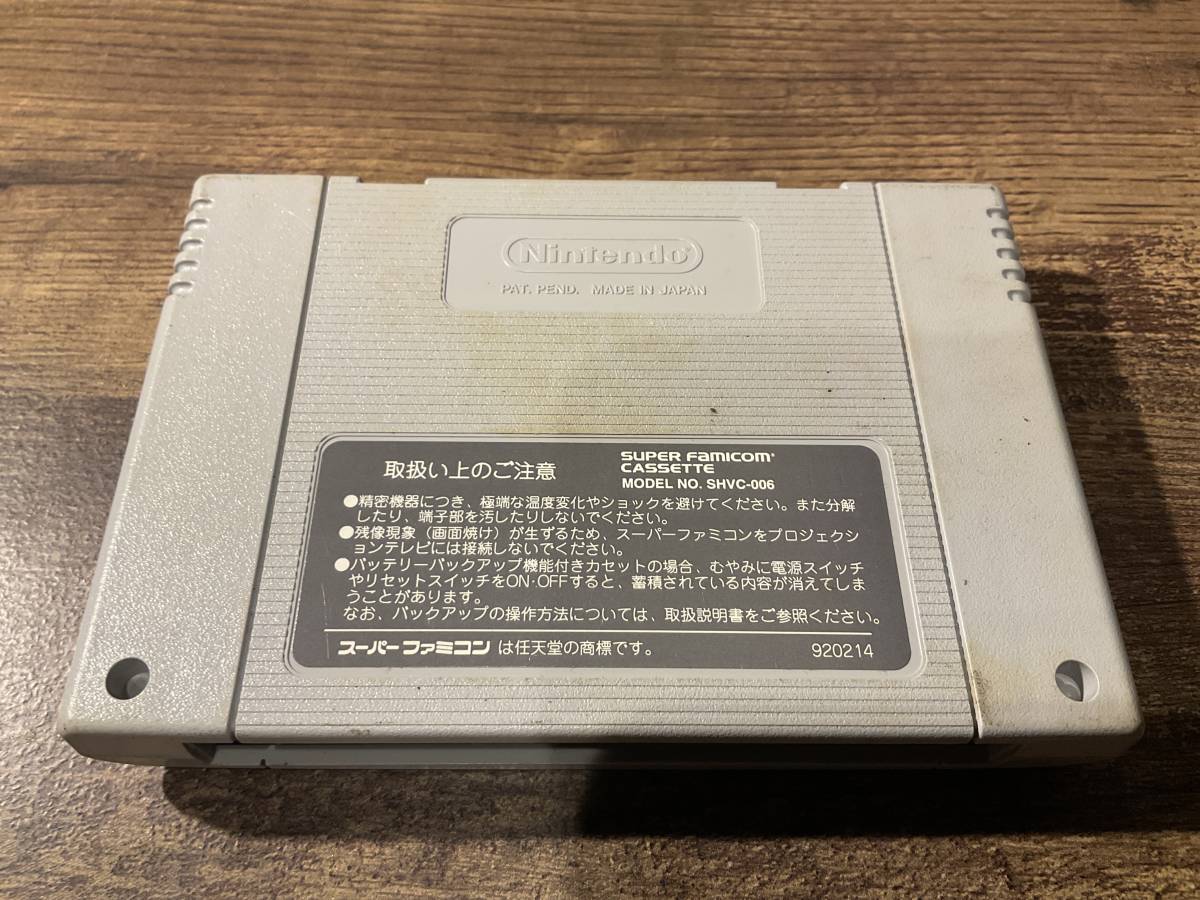 Nintendo®
PAT. PEND. MADE IN JAPAN
取扱い上のご注意
SUPER FAMICOM®
CASSETTE
MODEL NO. SHVC-006
●精密機器につき、極端な温度変化やショックを避けてください。また分解
したり、端子部を汚したりしないでください。
●残像現象（画面焼け）が生ずるため、スーパーファミコンをプロジェクシ
ョンテレビには接続しないでください。
●バッテリーバックアップ機能付きカセットの場合、むやみに電源スイッチ
やリセットスイッチをON·OFFすると、蓄積されている内容が消えてしま
うことがあります。
なお、バックアップの操作方法については、取扱説明書をご参照ください。
スーパーファミコン は任天堂の商標です。
920214